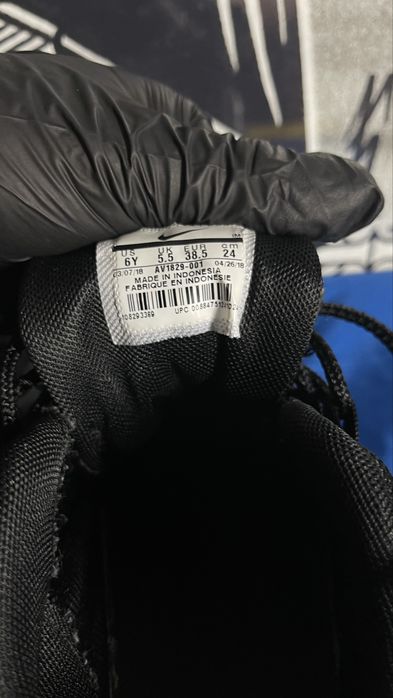 US UK EUR cm
6Y 5.5 38.5 24
03/07/18 AV1829-001 04/26/18
MADE IN INDONESIA
FABRIQUE EN INDONESIE
UPC